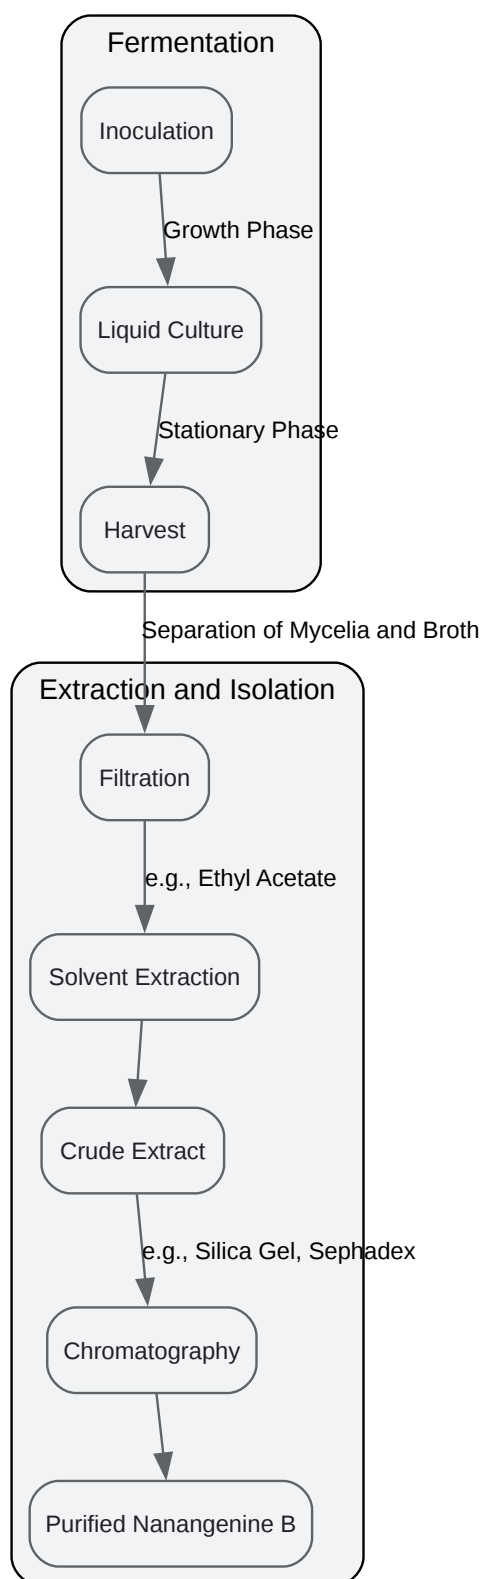 Fermentation
Inoculation
Growth Phase
Liquid Culture
Stationary Phase
Harvest
Separation of Mycelia and Broth
Extraction and Isolation
Filtration
e.g., Ethyl Acetate
Solvent Extraction
Crude Extract
e.g., Silica Gel, Sephadex
Chromatography
Purified Nanangenine B